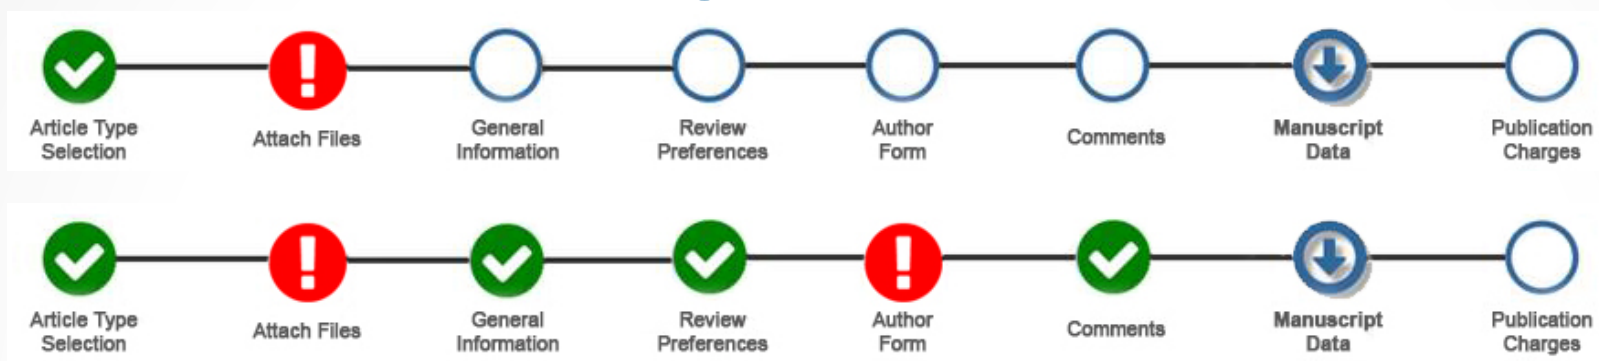 Article Type
Selection
Attach Files
General
Information
Review
Preferences
Author
Form
Comments
Manuscript
Data
Publication
Charges
Article Type
Selection
Attach Files
General
Information
Review
Preferences
Author
Form
Comments
Manuscript
Data
Publication
Charges